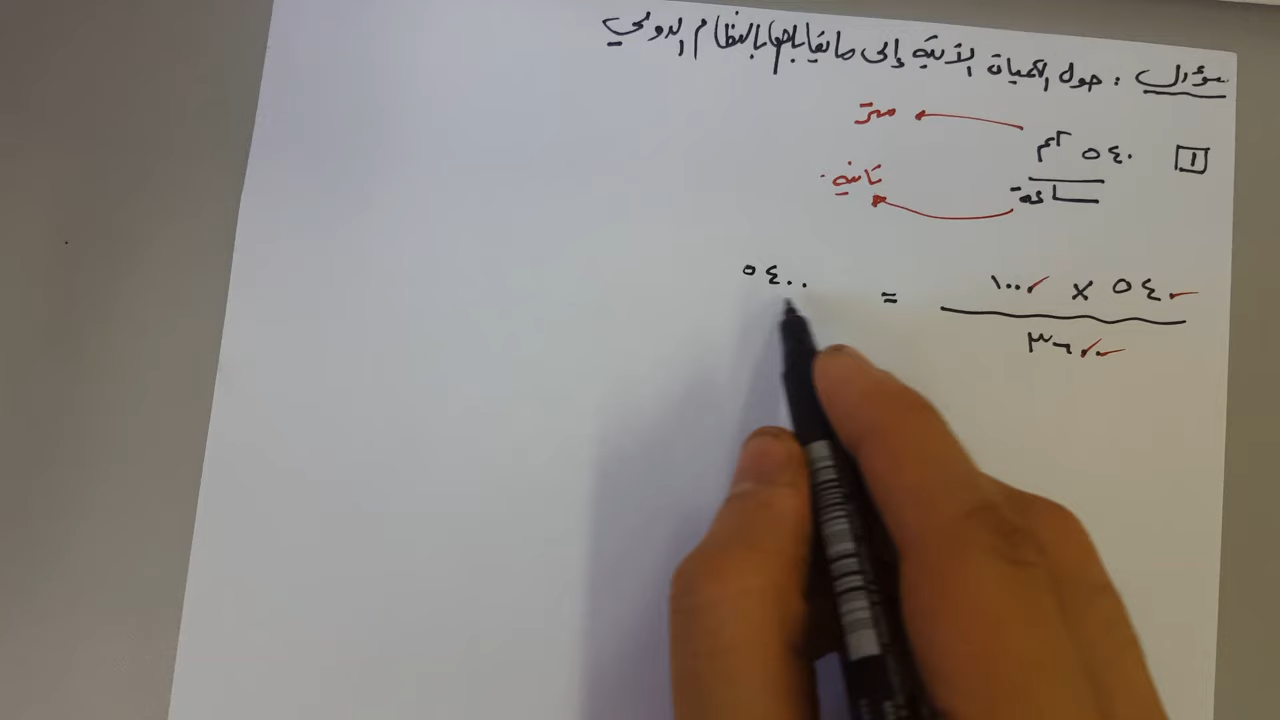 سؤال : حول الكميات الآتية إلى ما يقابلها بالنظام الدولي
١ ٥٤٠ كم متر
ساعة ثانية
٥٤٠ × ١٠٠٠ = ٥٤٠٠
٣٦٠٠